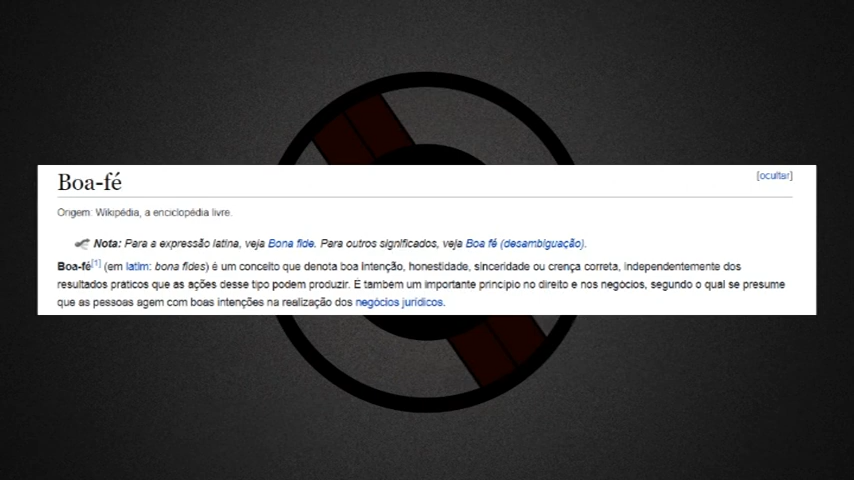 Boa-fé
[ocultar]
Origem: Wikipédia, a enciclopédia livre.
Nota: Para a expressão latina, veja Bona fide. Para outros significados, veja Boa fé (desambiguação).
Boa-fé[1] (em latim: bona fides) é um conceito que denota boa intenção, honestidade, sinceridade ou crença correta, independentemente dos
resultados práticos que as ações desse tipo podem produzir. É também um importante princípio no direito e nos negócios, segundo o qual se presume
que as pessoas agem com boas intenções na realização dos negócios jurídicos.